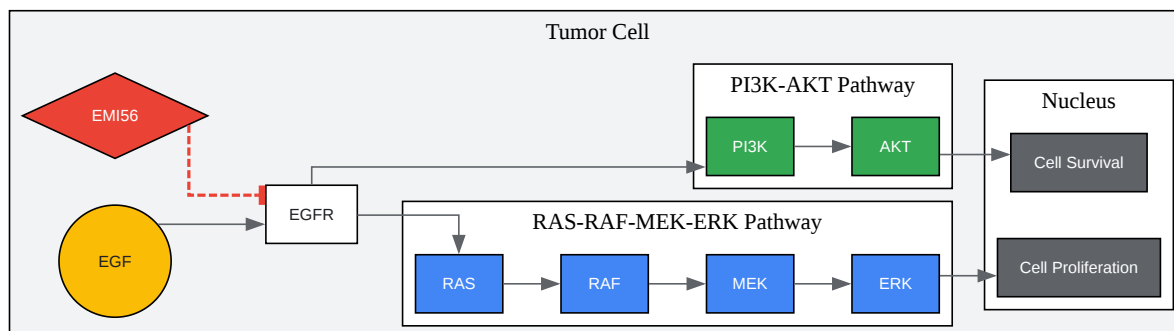 Tumor Cell
EMI56
EGF
EGFR
PI3K-AKT Pathway
PI3K
AKT
RAS-RAF-MEK-ERK Pathway
RAS
RAF
MEK
ERK
Nucleus
Cell Survival
Cell Proliferation